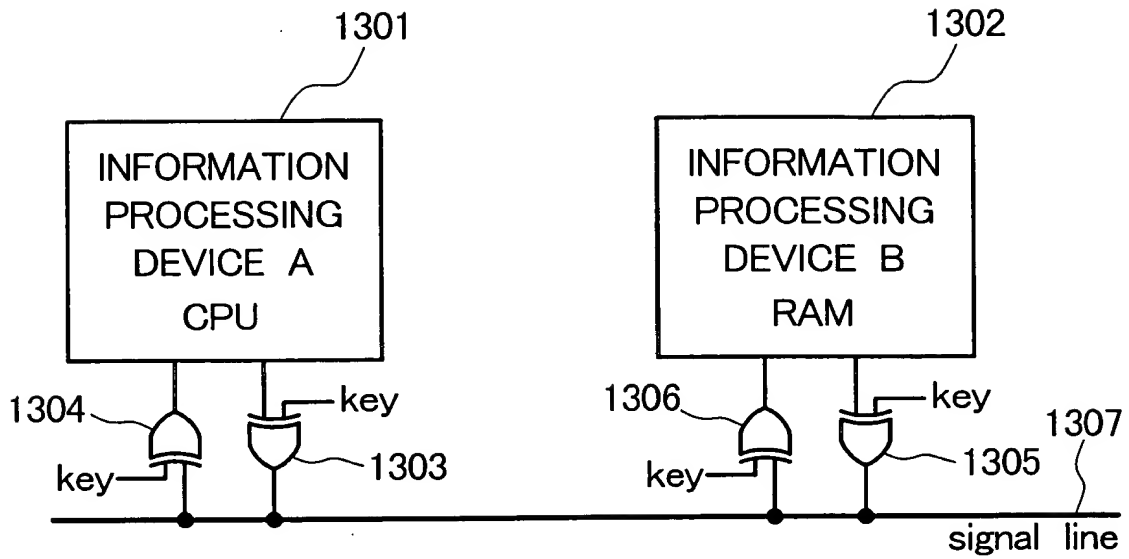 1301
1302
INFORMATION
PROCESSING
DEVICE A
CPU
INFORMATION
PROCESSING
DEVICE B
RAM
1304
key
key
1303
1306
key
key
1305
1307
signal line